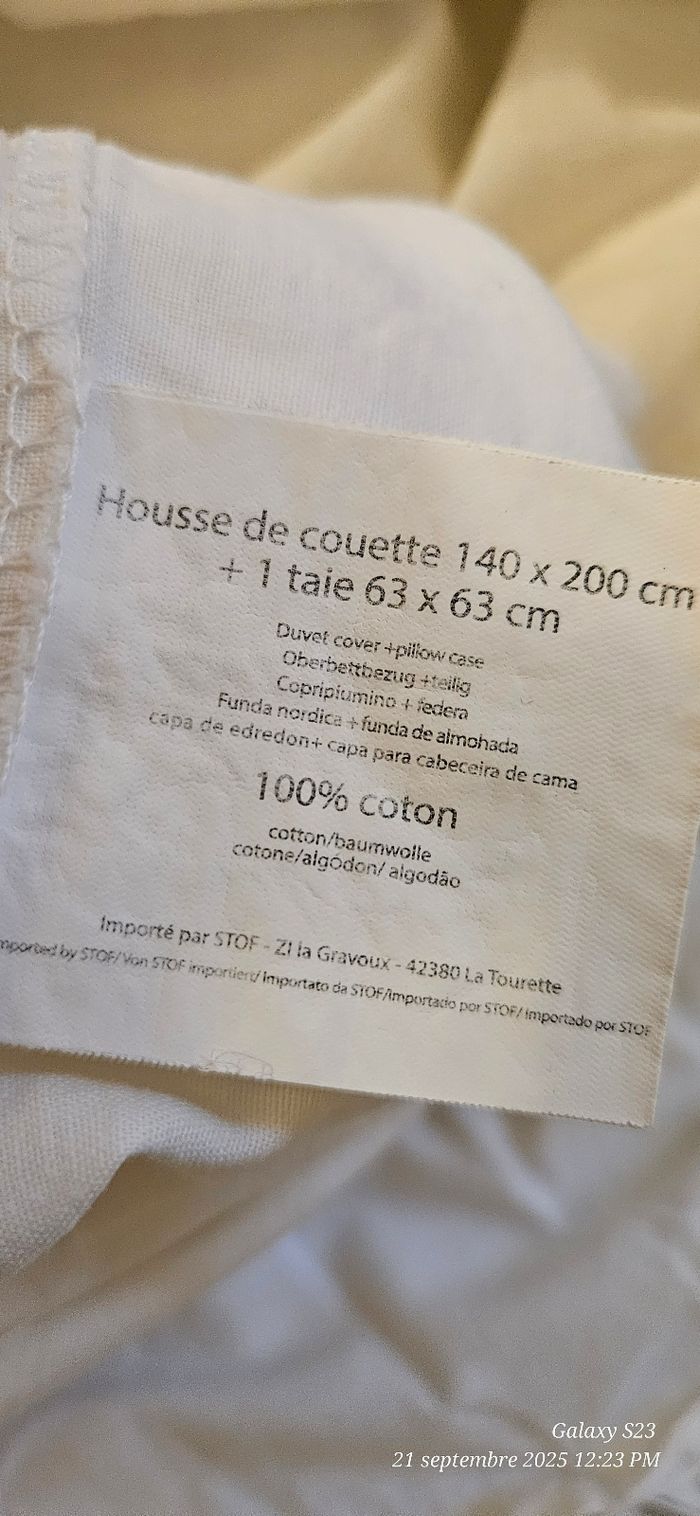 Housse de couette 140 x 200 cm
+ 1 taie 63 x 63 cm
Duvet cover +pillow case
Oberbettbezug +teilig
Copripiumino + federa
Funda nordica + funda de almohada
capa de edredon+ capa para cabeceira de cama
100% coton
cotton/baumwolle
cotone/algódon/ algodão
Importé par STOF - ZI la Gravoux - 42380 La Tourette
mported by STOF/ Von STOF importiert/ Importato da STOF/Importado por STOF/ Importado por STOF
Galaxy S23
21 septembre 2025 12:23 PM